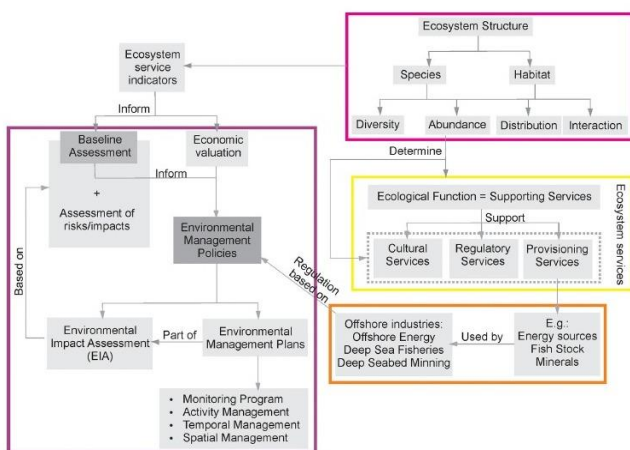 Ecosystem Structure
Species
Habitat
Diversity
Abundance
Distribution
Interaction
Ecosystem
service
indicators
Inform
Baseline
Assessment
+
Assessment of
risks/impacts
Economic
valuation
Inform
Environmental
Management
Policies
Based on
Environmental
Impact Assessment
(EIA)
Part of
Environmental
Management Plans
• Monitoring Program
• Activity Management
• Temporal Management
• Spatial Management
Determine
Ecological Function = Supporting Services
Support
Cultural
Services
Regulatory
Services
Provisioning
Services
Ecosystem services
Regulation
based on
Offshore industries:
Offshore Energy
Deep Sea Fisheries
Deep Seabed Minning
Used by
E.g.:
Energy sources
Fish Stock
Minerals